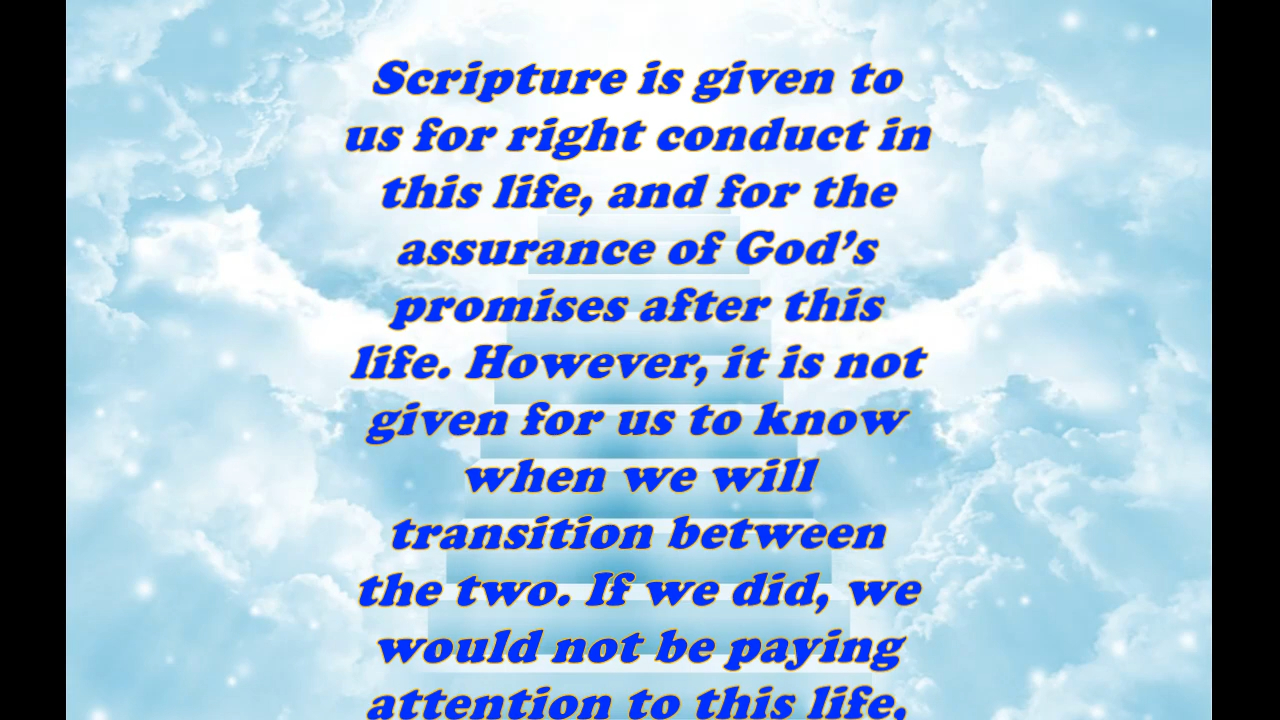 Scripture is given to
us for right conduct in
this life, and for the
assurance of God’s
promises after this
life. However, it is not
given for us to know
when we will
transition between
the two. If we did, we
would not be paying
attention to this life,